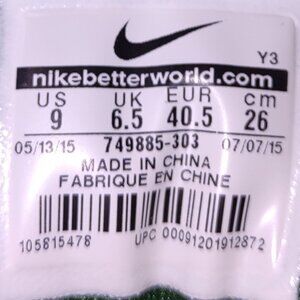 Y3
nikebetterworld.com
US UK EUR cm
9 6.5 40.5 26
05/13/15 749885-303 07/07/15
MADE IN CHINA
FABRIQUE EN CHINE
105815478 UPC 00091201912872